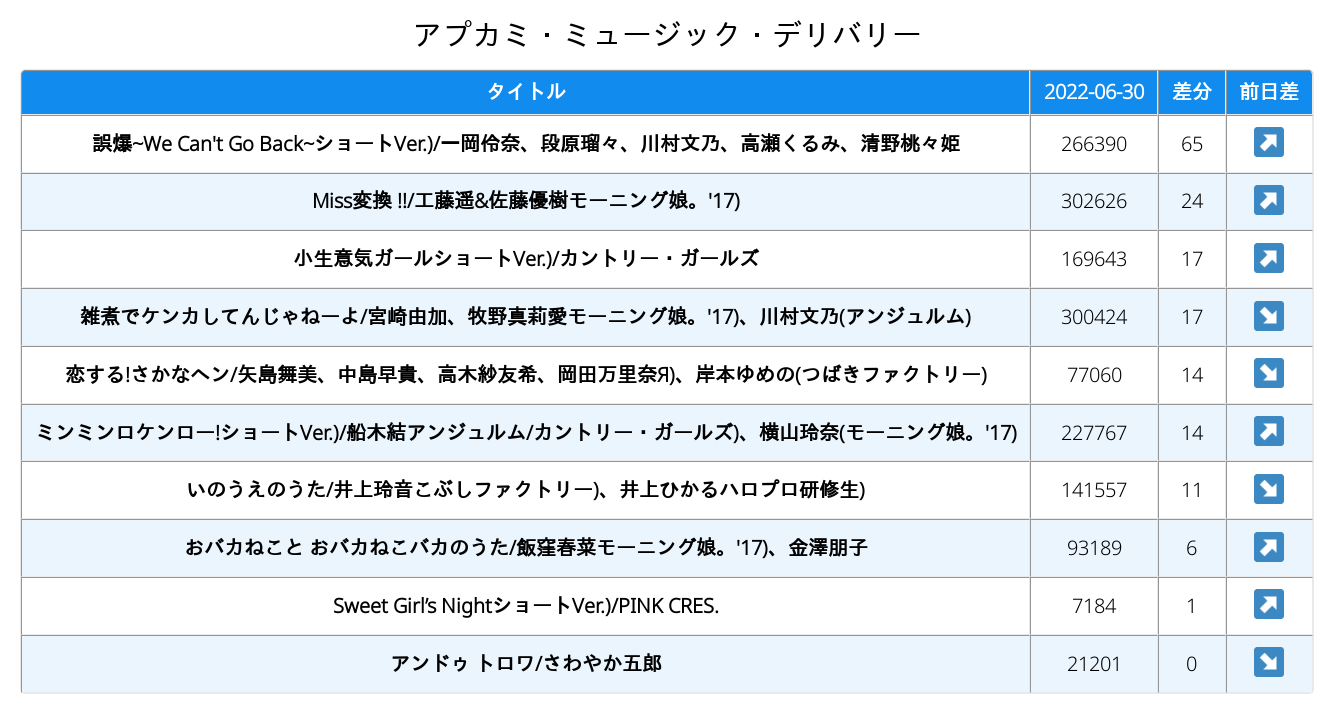 アプカミ・ミュージック・デリバリー
タイトル 2022-06-30 差分 前日差
誤爆~We Can't Go Back~ショートVer.)/一岡伶奈、段原瑠々、川村文乃、高瀬くるみ、清野桃々姫 266390 65
Miss変換 !!/工藤遥&佐藤優樹モーニング娘。'17) 302626 24
小生意気ガールショートVer.)/カントリー・ガールズ 169643 17
雑煮でケンカしてんじゃねーよ/宮崎由加、牧野真莉愛モーニング娘。'17)、川村文乃(アンジュルム) 300424 17
恋する!さかなヘン/矢島舞美、中島早貴、高木紗友希、岡田万里奈Я)、岸本ゆめの(つばきファクトリー) 77060 14
ミンミンロケンロー!ショートVer.)/船木結アンジュルム/カントリー・ガールズ)、横山玲奈(モーニング娘。'17) 227767 14
いのうえのうた/井上玲音こぶしファクトリー)、井上ひかるハロプロ研修生) 141557 11
おバカねこと おバカねこバカのうた/飯窪春菜モーニング娘。'17)、金澤朋子 93189 6
Sweet Girl’s NightショートVer.)/PINK CRES. 7184 1
アンドゥ トロワ/さわやか五郎 21201 0